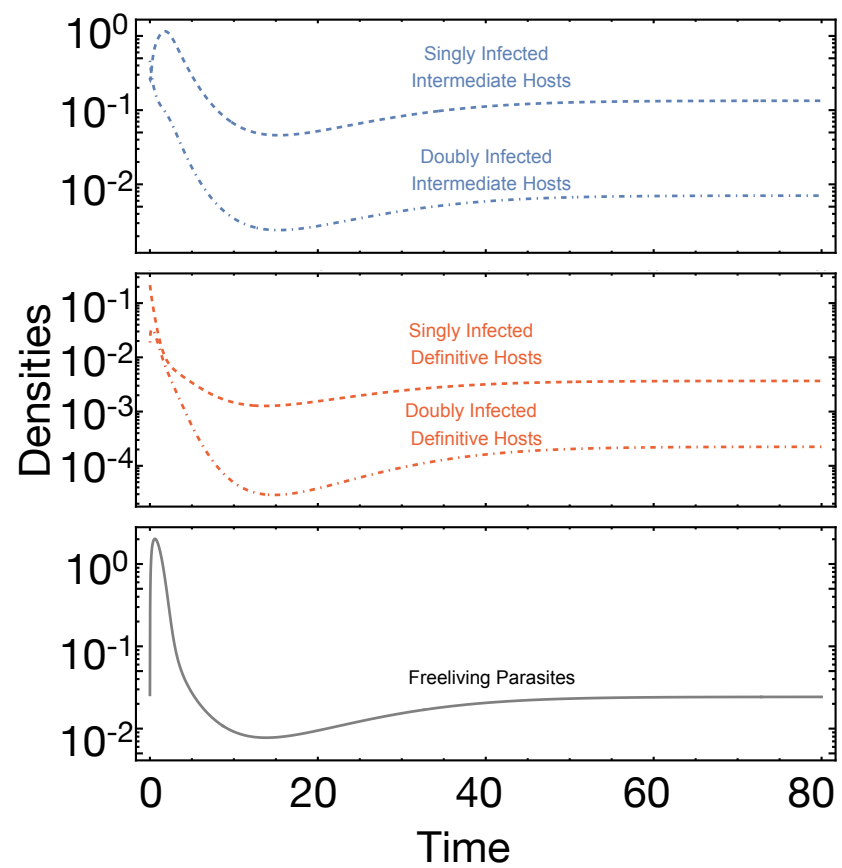 10^0
10^-1
10^-2
Singly Infected
Intermediate Hosts
Doubly Infected
Intermediate Hosts
10^-1
10^-2
10^-3
10^-4
Singly Infected
Definitive Hosts
Doubly Infected
Definitive Hosts
Densities
10^0
10^-1
10^-2
Freeliving Parasites
0 20 40 60 80
Time